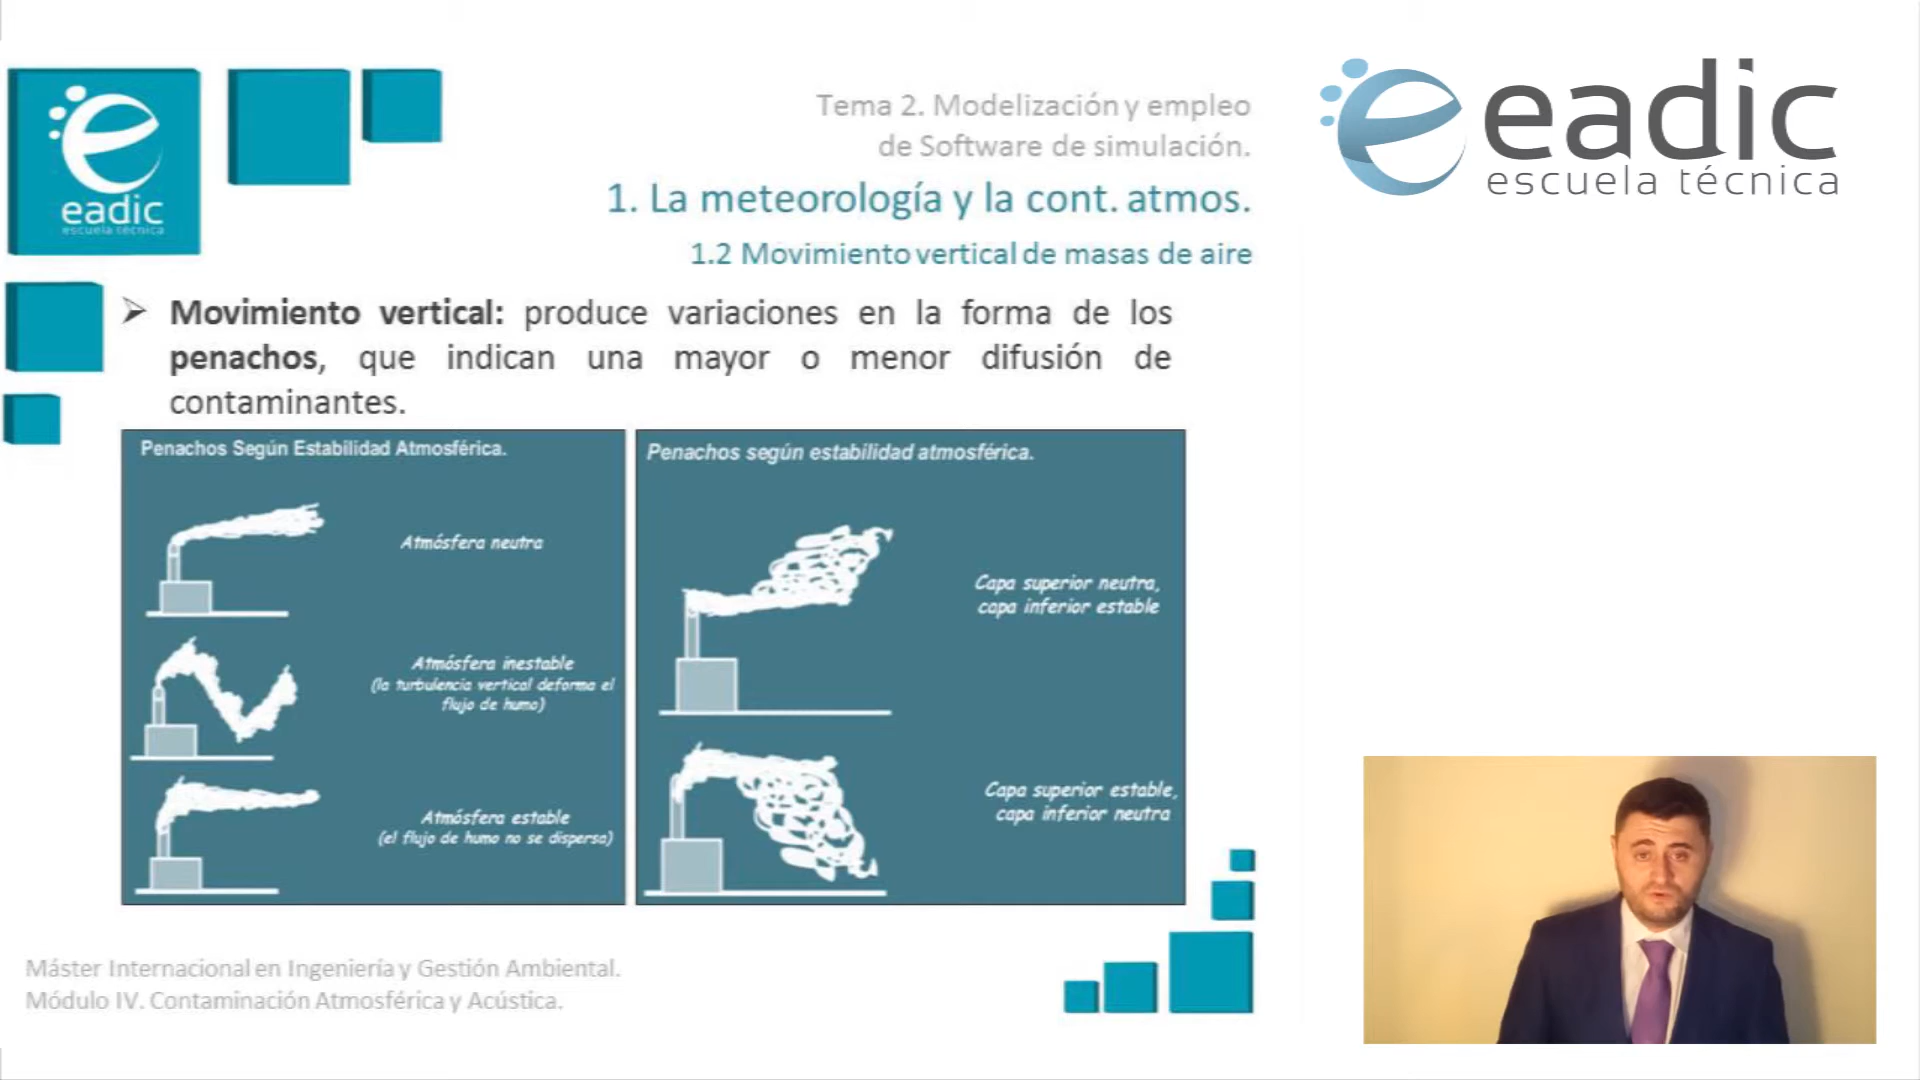 eadic
escuela técnica
Tema 2. Modelización y empleo
de Software de simulación.
1. La meteorología y la cont. atmos.
1.2 Movimiento vertical de masas de aire
eadic
escuela técnica
Movimiento vertical: produce variaciones en la forma de los
penachos, que indican una mayor o menor difusión de
contaminantes.
Penachos Según Estabilidad Atmosférica.
Atmósfera neutra
Atmósfera inestable
(la turbulencia vertical deforma el
flujo de humo)
Atmósfera estable
(el flujo de humo no se dispersa)
Penachos según estabilidad atmosférica.
Capa superior neutra,
capa inferior estable
Capa superior estable,
capa inferior neutra
Máster Internacional en Ingeniería y Gestión Ambiental.
Módulo IV. Contaminación Atmosférica y Acústica.